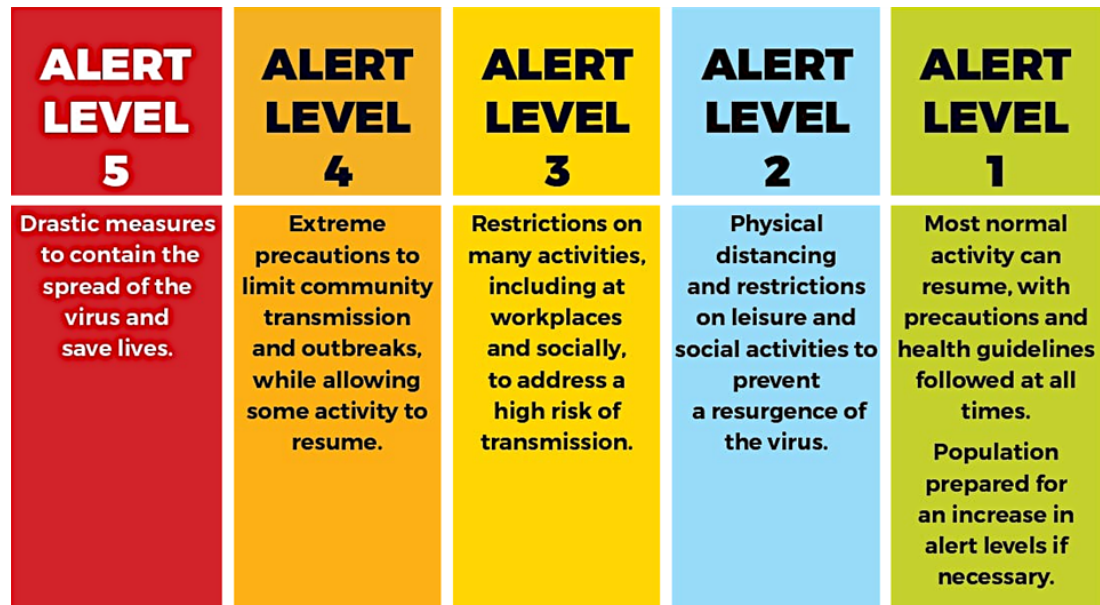 ALERT
LEVEL
5
Drastic measures
to contain the
spread of the
virus and
save lives.
ALERT
LEVEL
4
Extreme
precautions to
limit community
transmission
and outbreaks,
while allowing
some activity to
resume.
ALERT
LEVEL
3
Restrictions on
many activities,
including at
workplaces
and socially,
to address a
high risk of
transmission.
ALERT
LEVEL
2
Physical
distancing
and restrictions
on leisure and
social activities to
prevent
a resurgence of
the virus.
ALERT
LEVEL
1
Most normal
activity can
resume, with
precautions and
health guidelines
followed at all
times.
Population
prepared for
an increase in
alert levels if
necessary.